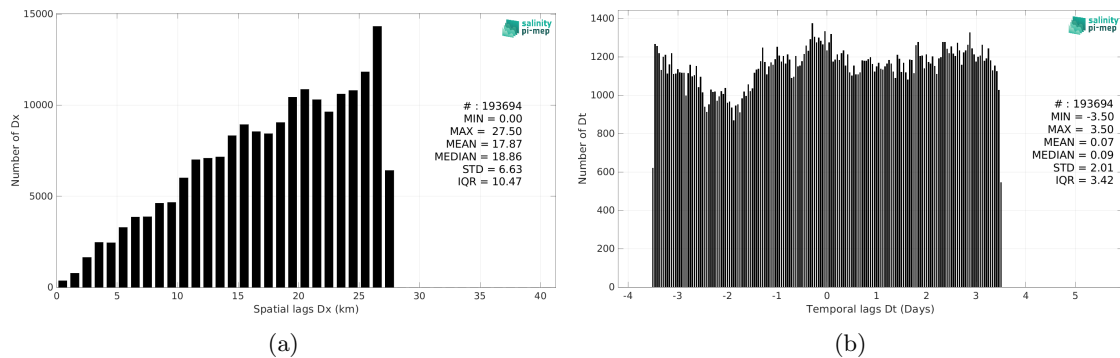 15000
10000
5000
0
Number of Dx
0 5 10 15 20 25 30 35 40
Spatial lags Dx (km)
salinity
pi-mep
# : 193694
MIN = 0.00
MAX = 27.50
MEAN = 17.87
MEDIAN = 18.86
STD = 6.63
IQR = 10.47
(a)
1400
1200
1000
800
600
400
200
0
Number of Dt
-4 -3 -2 -1 0 1 2 3 4 5
Temporal lags Dt (Days)
salinity
pi-mep
# : 193694
MIN = -3.50
MAX = 3.50
MEAN = 0.07
MEDIAN = 0.09
STD = 2.01
IQR = 3.42
(b)